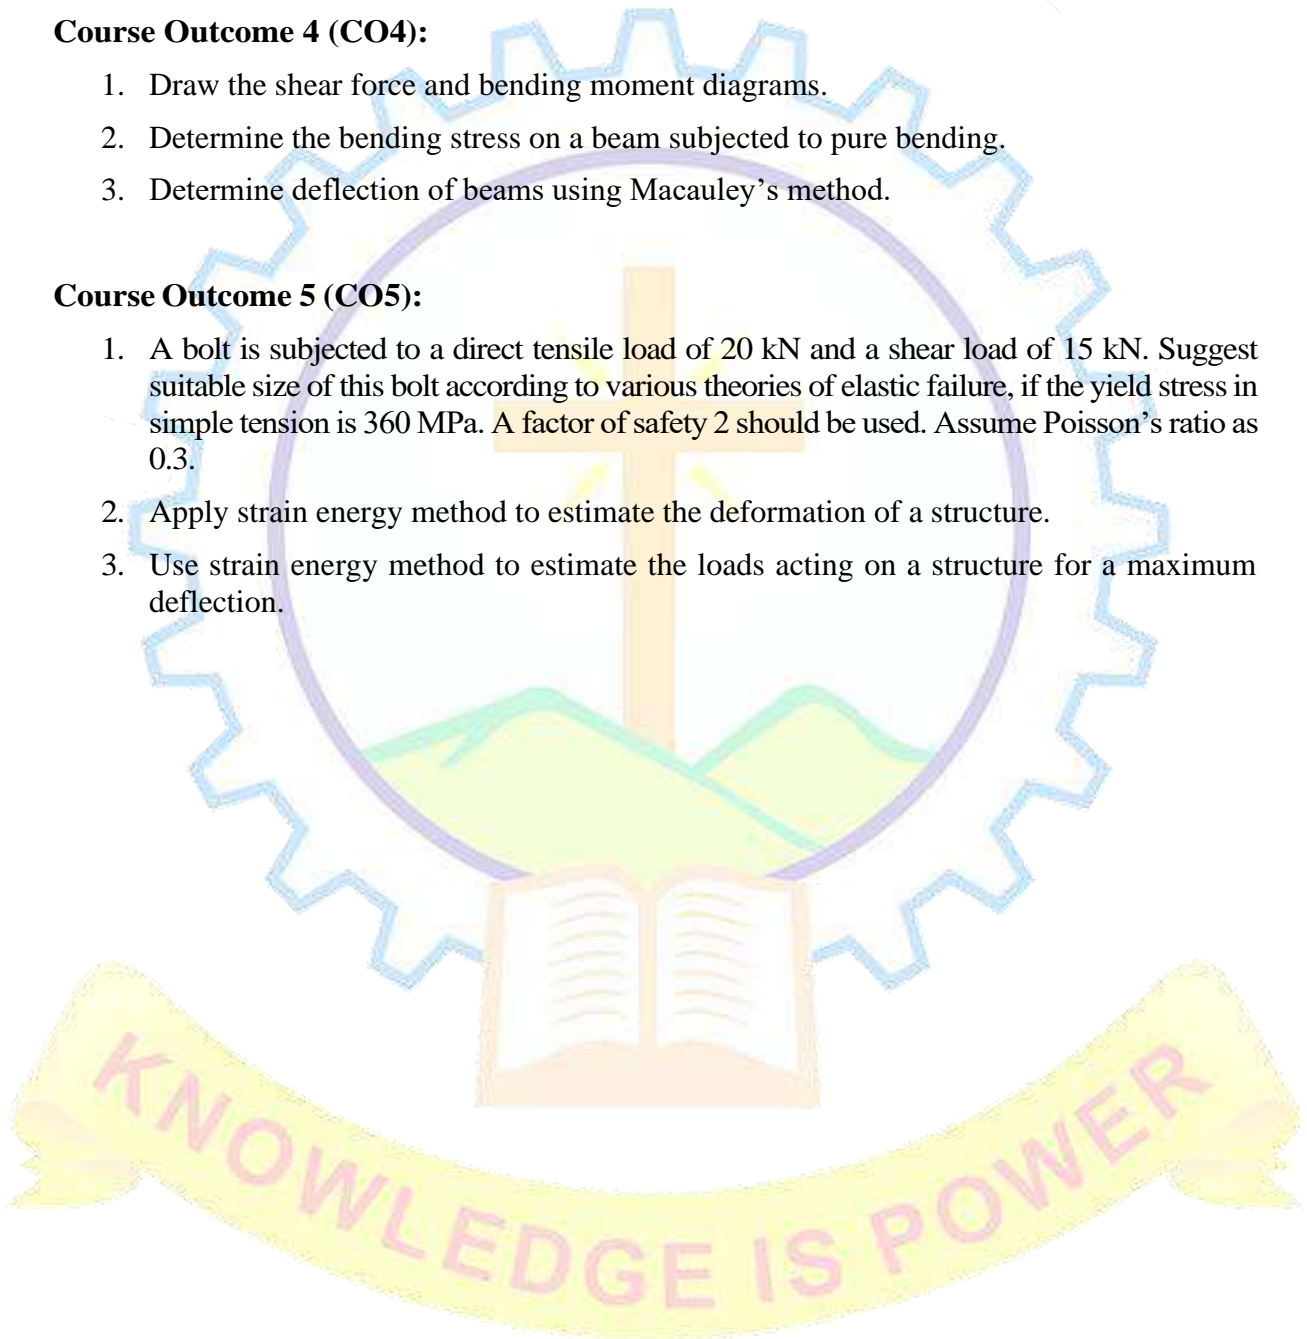 Course Outcome 4 (CO4):
1. Draw the shear force and bending moment diagrams.
2. Determine the bending stress on a beam subjected to pure bending.
3. Determine deflection of beams using Macauley’s method.
Course Outcome 5 (CO5):
1. A bolt is subjected to a direct tensile load of 20 kN and a shear load of 15 kN. Suggest
suitable size of this bolt according to various theories of elastic failure, if the yield stress in
simple tension is 360 MPa. A factor of safety 2 should be used. Assume Poisson’s ratio as
0.3.
2. Apply strain energy method to estimate the deformation of a structure.
3. Use strain energy method to estimate the loads acting on a structure for a maximum
deflection.
KNOWLEDGE IS POWER